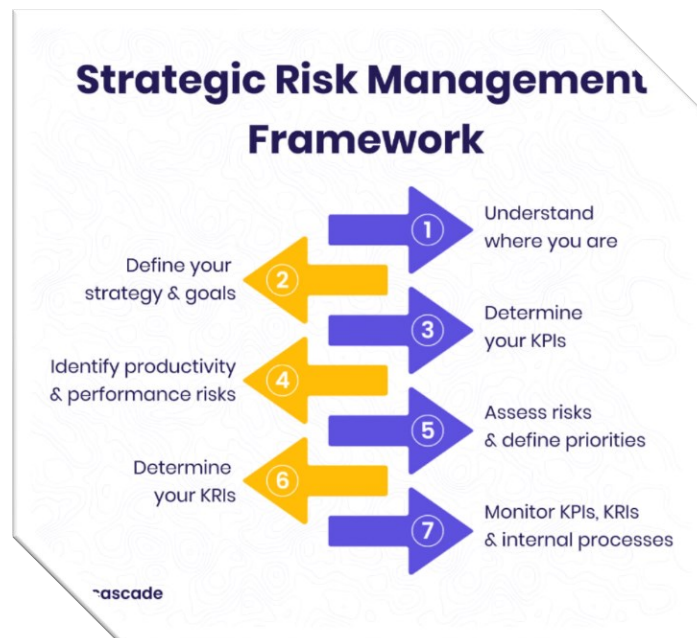 Strategic Risk Management
Framework
1
Understand
where you are
2
Define your
strategy & goals
3
Determine
your KPIs
4
Identify productivity
& performance risks
5
Assess risks
& define priorities
6
Determine
your KRIs
7
Monitor KPIs, KRIs
& internal processes
cascade